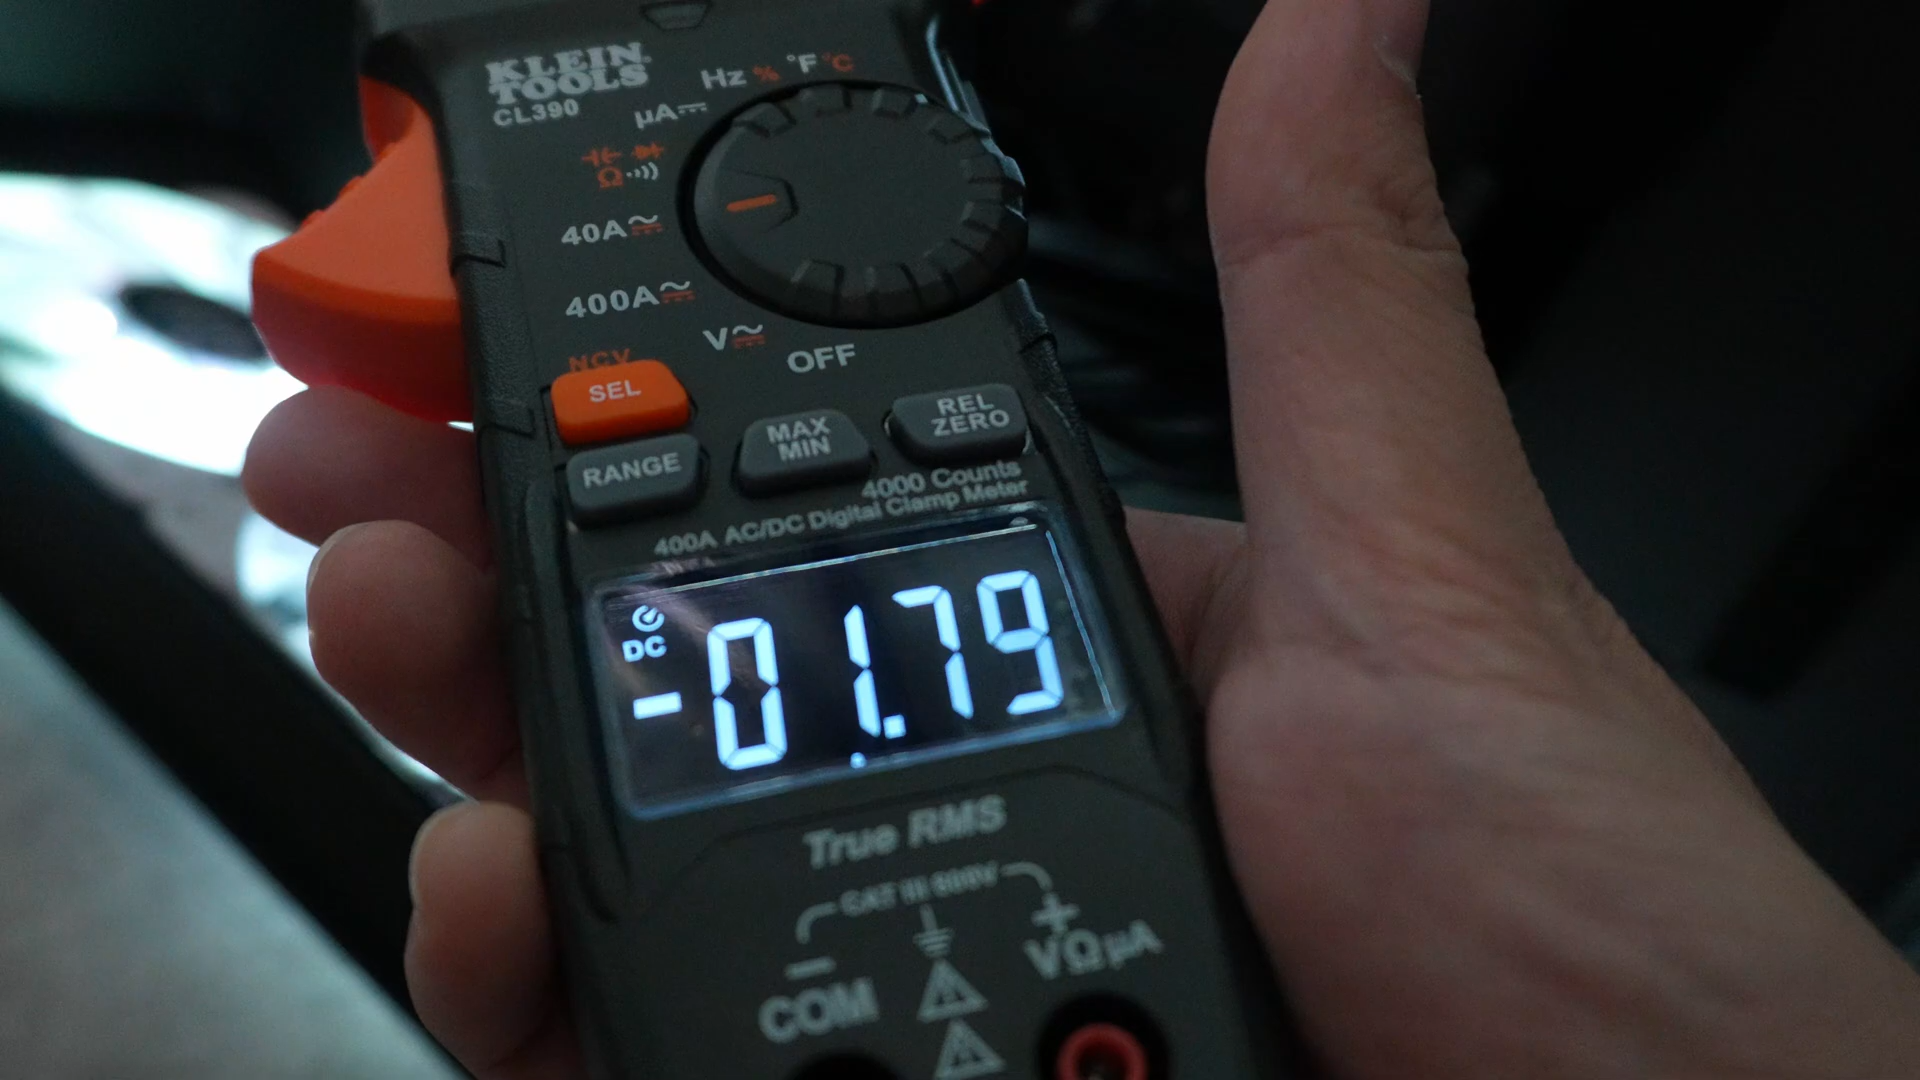 KLEIN
TOOLS
CL390
Hz % °F °C
µA
Ω
40A
400A
V
OFF
NCV
SEL
RANGE
MAX
MIN
REL
ZERO
4000 Counts
400A AC/DC Digital Clamp Meter
DC
-01.79
True RMS
CAT III 600V
- +
COM
VΩµA